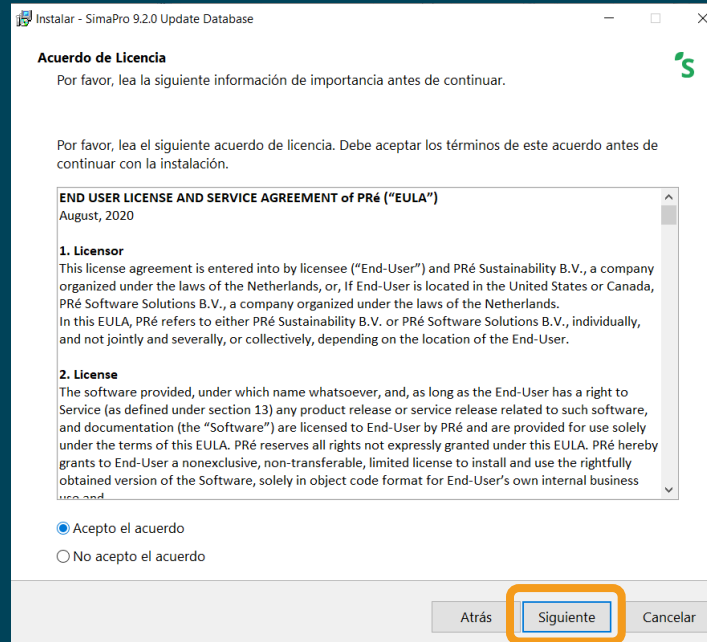 Instalar - SimaPro 9.2.0 Update Database
Acuerdo de Licencia
Por favor, lea la siguiente información de importancia antes de continuar.
Por favor, lea el siguiente acuerdo de licencia. Debe aceptar los términos de este acuerdo antes de
continuar con la instalación.
END USER LICENSE AND SERVICE AGREEMENT of PRé (“EULA”)
August, 2020
1. Licensor
This license agreement is entered into by licensee (“End-User”) and PRé Sustainability B.V., a company
organized under the laws of the Netherlands, or, If End-User is located in the United States or Canada,
PRé Software Solutions B.V., a company organized under the laws of the Netherlands.
In this EULA, PRé refers to either PRé Sustainability B.V. or PRé Software Solutions B.V., individually,
and not jointly and severally, or collectively, depending on the location of the End-User.
2. License
The software provided, under which name whatsoever, and, as long as the End-User has a right to
Service (as defined under section 13) any product release or service release related to such software,
and documentation (the “Software”) are licensed to End-User by PRé and are provided for use solely
under the terms of this EULA. PRé reserves all rights not expressly granted under this EULA. PRé hereby
grants to End-User a nonexclusive, non-transferable, limited license to install and use the rightfully
obtained version of the Software, solely in object code format for End-User’s own internal business
use and
Acepto el acuerdo
No acepto el acuerdo
Atrás
Siguiente
Cancelar